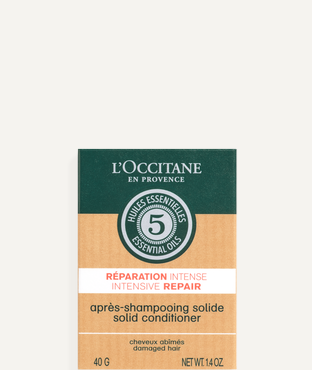 L'OCCITANE
EN PROVENCE
HUILES ESSENTIELLES
5
ESSENTIAL OILS
RÉPARATION INTENSE
INTENSIVE REPAIR
après-shampooing solide
solid conditioner
cheveux abîmés
damaged hair
40 G NET WT.1.4 OZ.